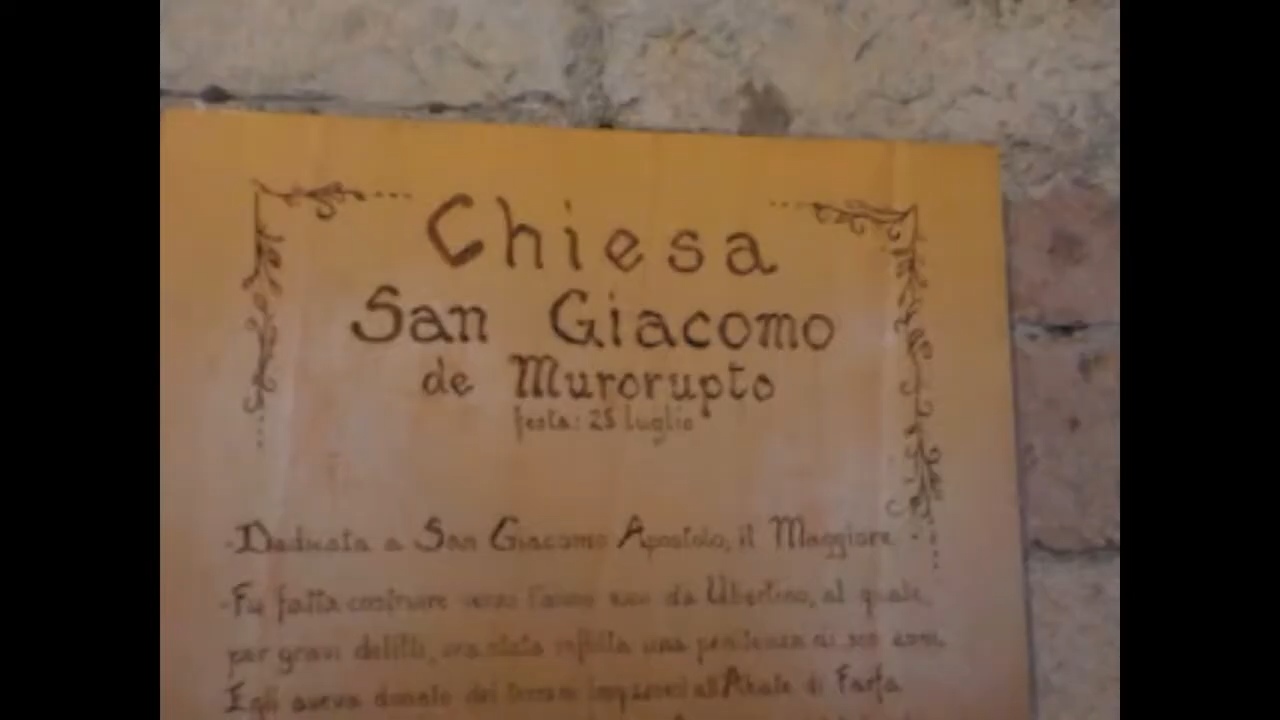 Chiesa
San Giacomo
de Murorupto
festa: 25 luglio
-Dedicata a San Giacomo Apostolo, il Maggiore.
-Fu fatta costruire verso l'anno da Ubertino, al quale,
per gravi delitti, era stata inflitta una penitenza di anni.
Egli aveva donato dei terreni all'Abate di Farfa